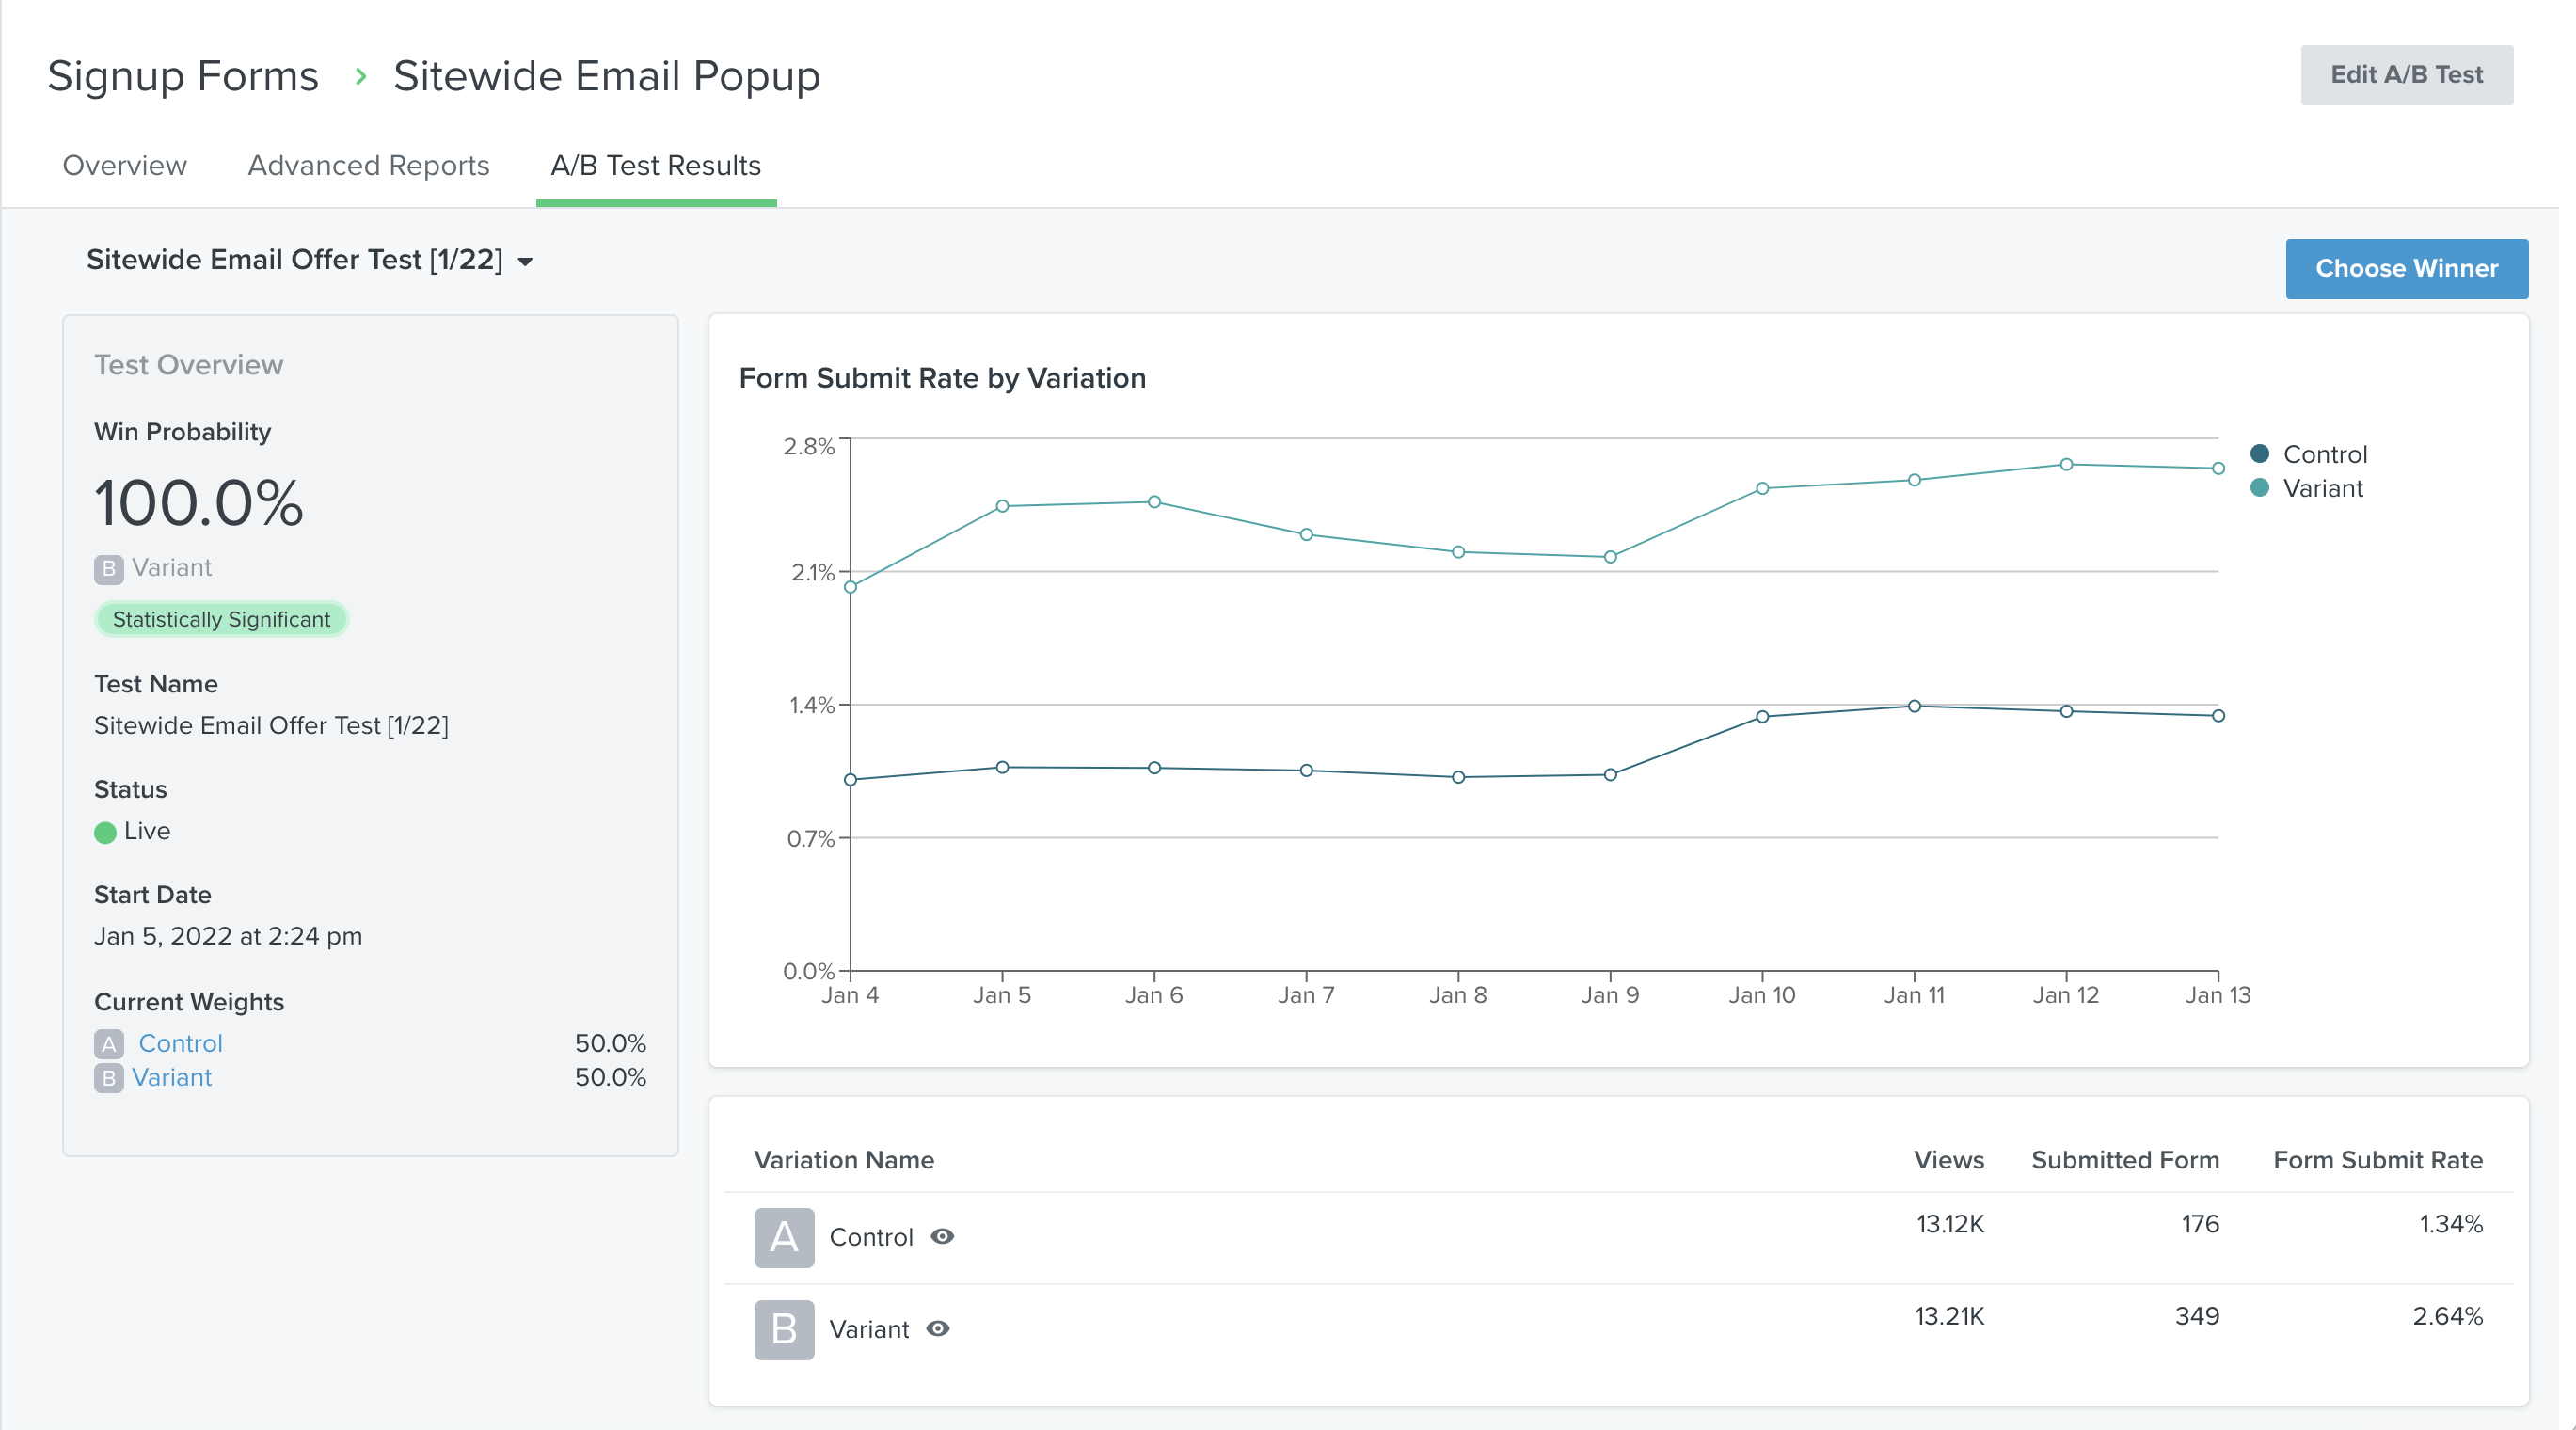 Signup Forms > Sitewide Email Popup
Edit A/B Test
Overview Advanced Reports A/B Test Results
Sitewide Email Offer Test [1/22]
Choose Winner
Test Overview
Win Probability
100.0%
B Variant
Statistically Significant
Test Name
Sitewide Email Offer Test [1/22]
Status
Live
Start Date
Jan 5, 2022 at 2:24 pm
Current Weights
A Control 50.0%
B Variant 50.0%
Form Submit Rate by Variation
2.8%
2.1%
1.4%
0.7%
0.0%
Jan 4 Jan 5 Jan 6 Jan 7 Jan 8 Jan 9 Jan 10 Jan 11 Jan 12 Jan 13
Control
Variant
Variation Name Views Submitted Form Form Submit Rate
A Control 13.12K 176 1.34%
B Variant 13.21K 349 2.64%